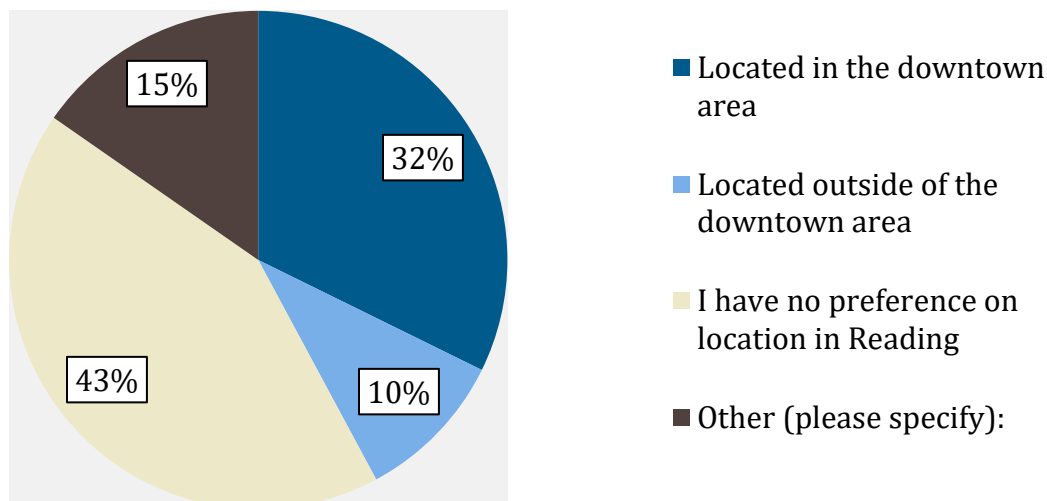 15%
32%
43%
10%
Located in the downtown
area
Located outside of the
downtown area
I have no preference on
location in Reading
Other (please specify):